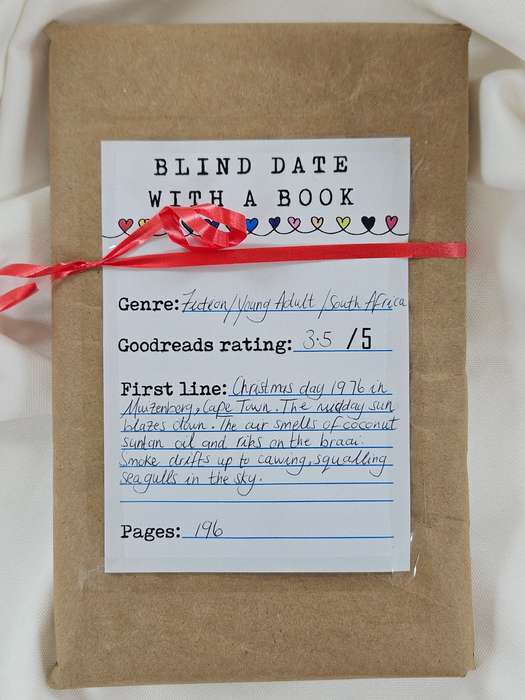 BLIND DATE
WITH A BOOK
Genre: Fiction/Young Adult/South Africa
Goodreads rating: 3.5 /5
First line: Christmas day 1976 in
Muizenberg, Cape Town. The midday sun
blazes down. The air smells of coconut
suntan oil and ribs on the braai.
Smoke drifts up to cawing, squalling
seagulls in the sky.
Pages: 196